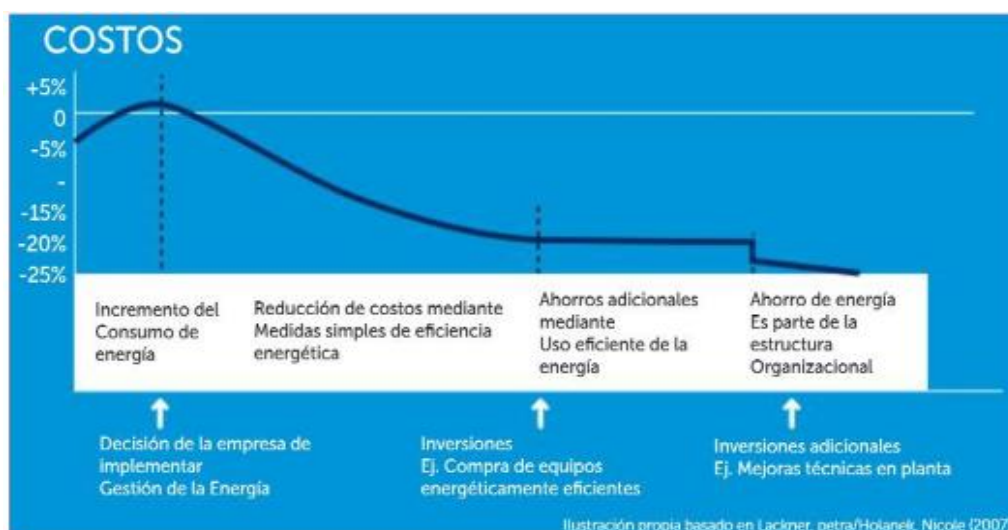 COSTOS
+5%
0
-5%
-
-15%
-20%
-25%
Incremento del
Consumo de
energía
Reducción de costos mediante
Medidas simples de eficiencia
energética
Ahorros adicionales
mediante
Uso eficiente de la
energía
Ahorro de energía
Es parte de la
estructura
Organizacional
Decisión de la empresa de
implementar
Gestión de la Energía
Inversiones
Ej. Compra de equipos
energéticamente eficientes
Inversiones adicionales
Ej. Mejoras técnicas en planta
Ilustración propia basado en Lackner, petra/Holanek, Nicole (2007